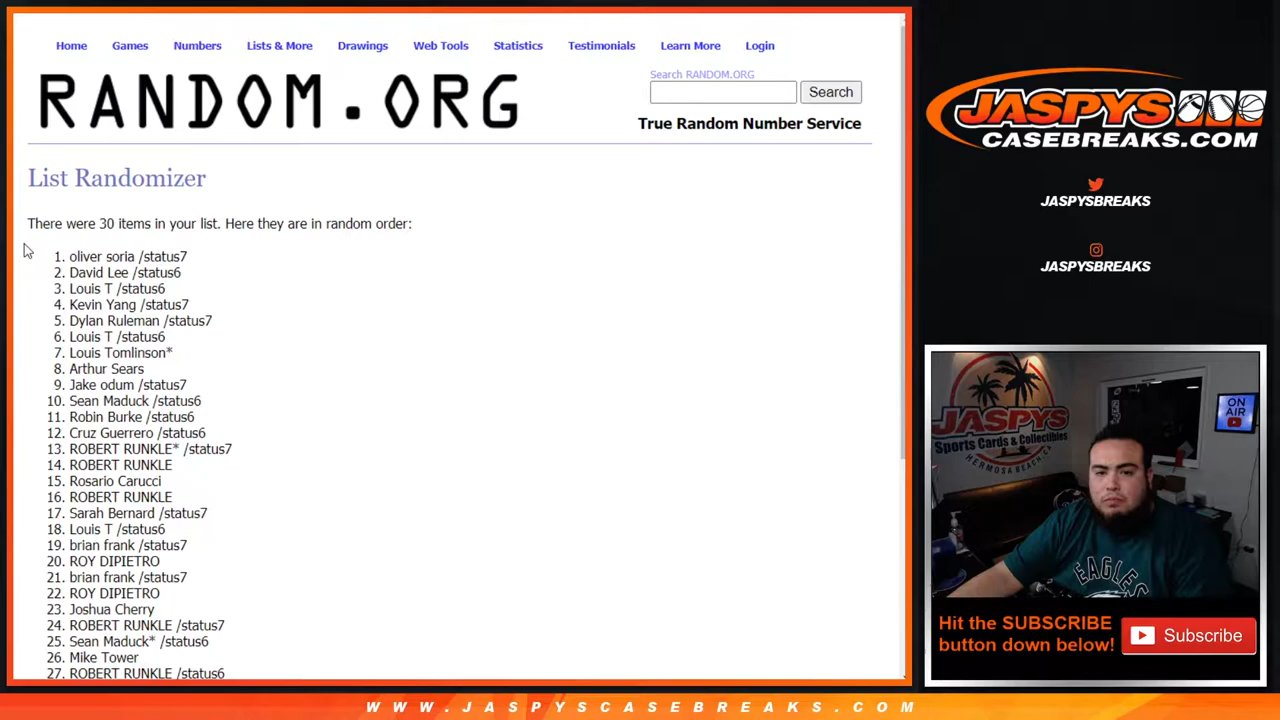 Home Games Numbers Lists & More Drawings Web Tools Statistics Testimonials Learn More Login
RANDOM.ORG
Search RANDOM.ORG
Search
True Random Number Service
List Randomizer
There were 30 items in your list. Here they are in random order:
1. oliver soria /status7
2. David Lee /status6
3. Louis T /status6
4. Kevin Yang /status7
5. Dylan Ruleman /status7
6. Louis T /status6
7. Louis Tomlinson*
8. Arthur Sears
9. Jake odum /status7
10. Sean Maduck /status6
11. Robin Burke /status6
12. Cruz Guerrero /status6
13. ROBERT RUNKLE* /status7
14. ROBERT RUNKLE
15. Rosario Carucci
16. ROBERT RUNKLE
17. Sarah Bernard /status7
18. Louis T /status6
19. brian frank /status7
20. ROY DIPIETRO
21. brian frank /status7
22. ROY DIPIETRO
23. Joshua Cherry
24. ROBERT RUNKLE /status7
25. Sean Maduck* /status6
26. Mike Tower
27. ROBERT RUNKLE /status6
JASPYS
CASEBREAKS.COM
JASPYSBREAKS
JASPYSBREAKS
JASPYS
Sports Cards & Collectibles
HERMOSA BEACH, CA
ON
AIR
EAGLES
Hit the SUBSCRIBE
button down below!
Subscribe
WWW.JASPYSCASEBREAKS.COM